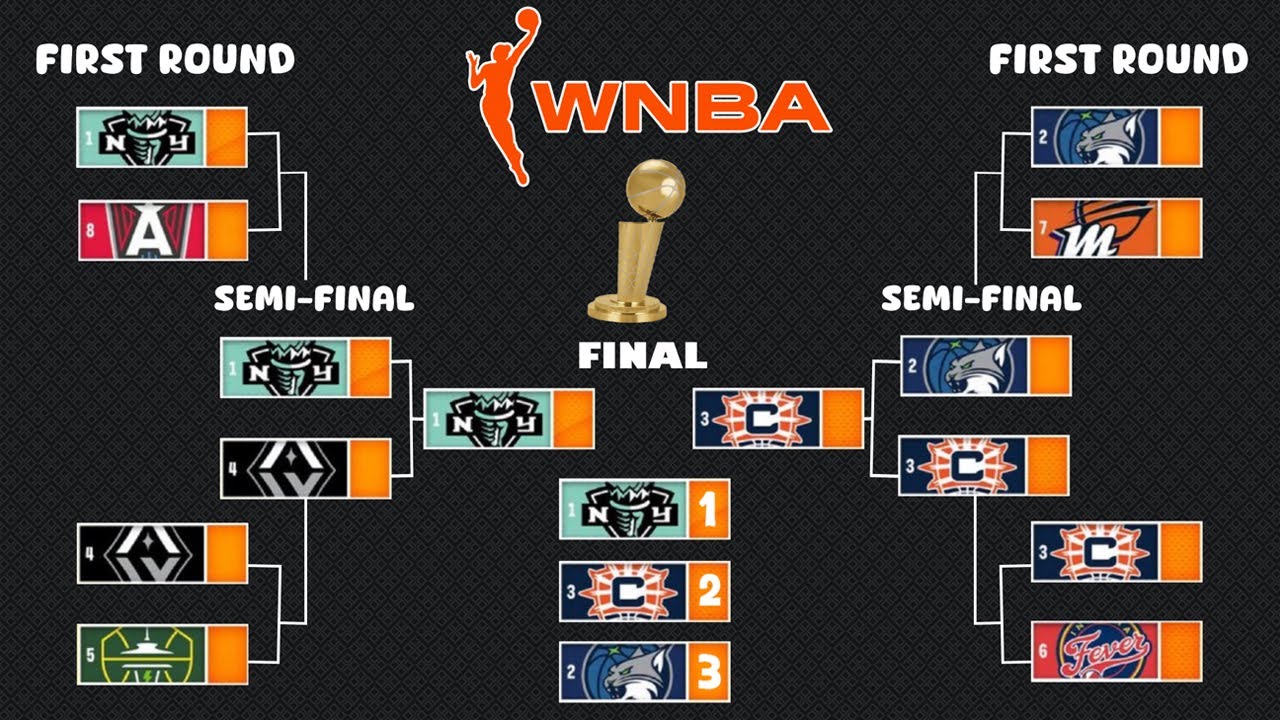 FIRST ROUND
WNBA
FIRST ROUND
1 NY
8 A
2
7 m
SEMI-FINAL
SEMI-FINAL
FINAL
1 NY
4
1 NY
3 C
2
3 C
4
5
1 NY 1
3 C 2
2 3
3 C
6 INDIANA Fever